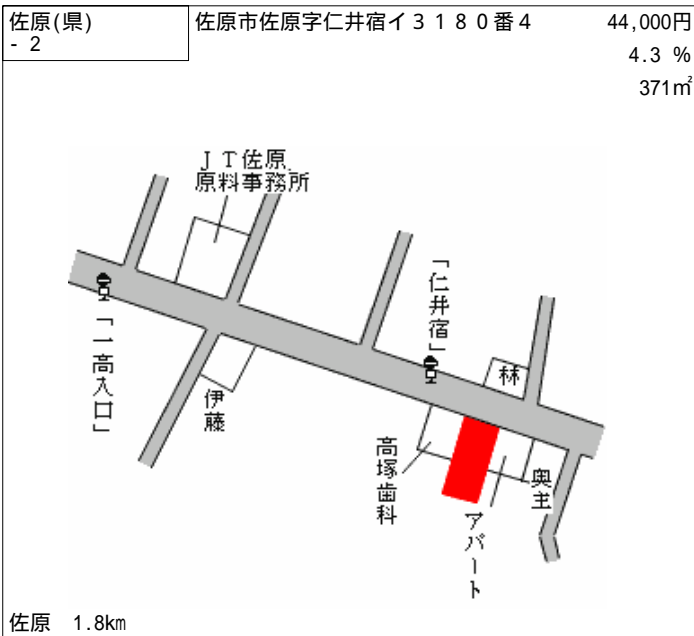 佐原(県)
- 2
佐原市佐原字仁井宿イ３１８０番４
44,000円
4.3 %
371㎡
ＪＴ佐原
原料事務所
「一高入口」
伊藤
「仁井宿」
林
高塚歯科
アパート
奥主
佐原 1.8km